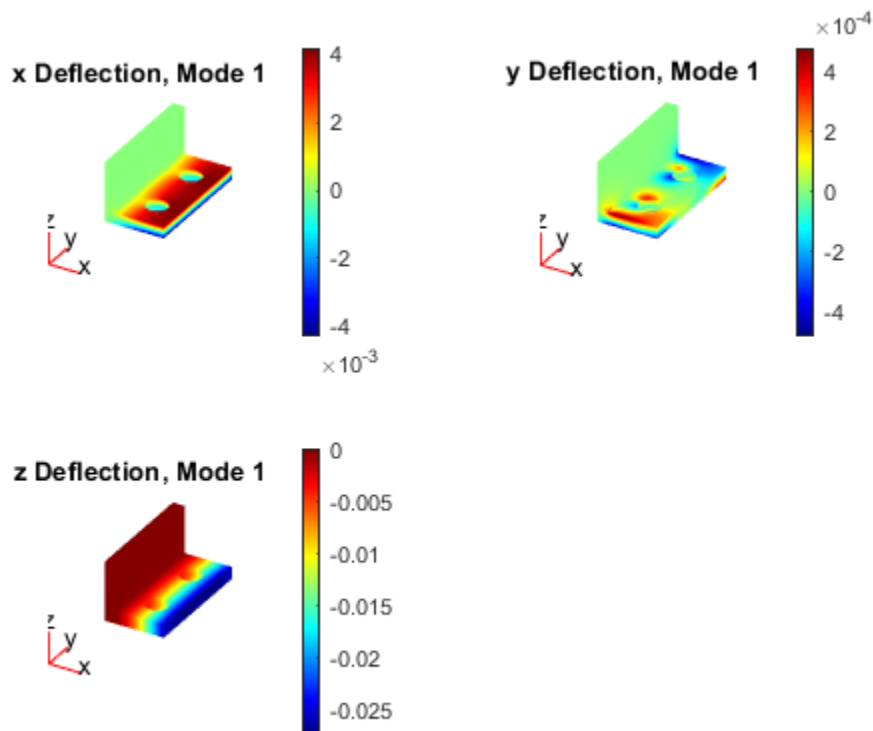 x Deflection, Mode 1
4
2
0
-2
-4
×10^-3
z
y
x
y Deflection, Mode 1
×10^-4
4
2
0
-2
-4
z
y
x
z Deflection, Mode 1
0
-0.005
-0.01
-0.015
-0.02
-0.025
z
y
x